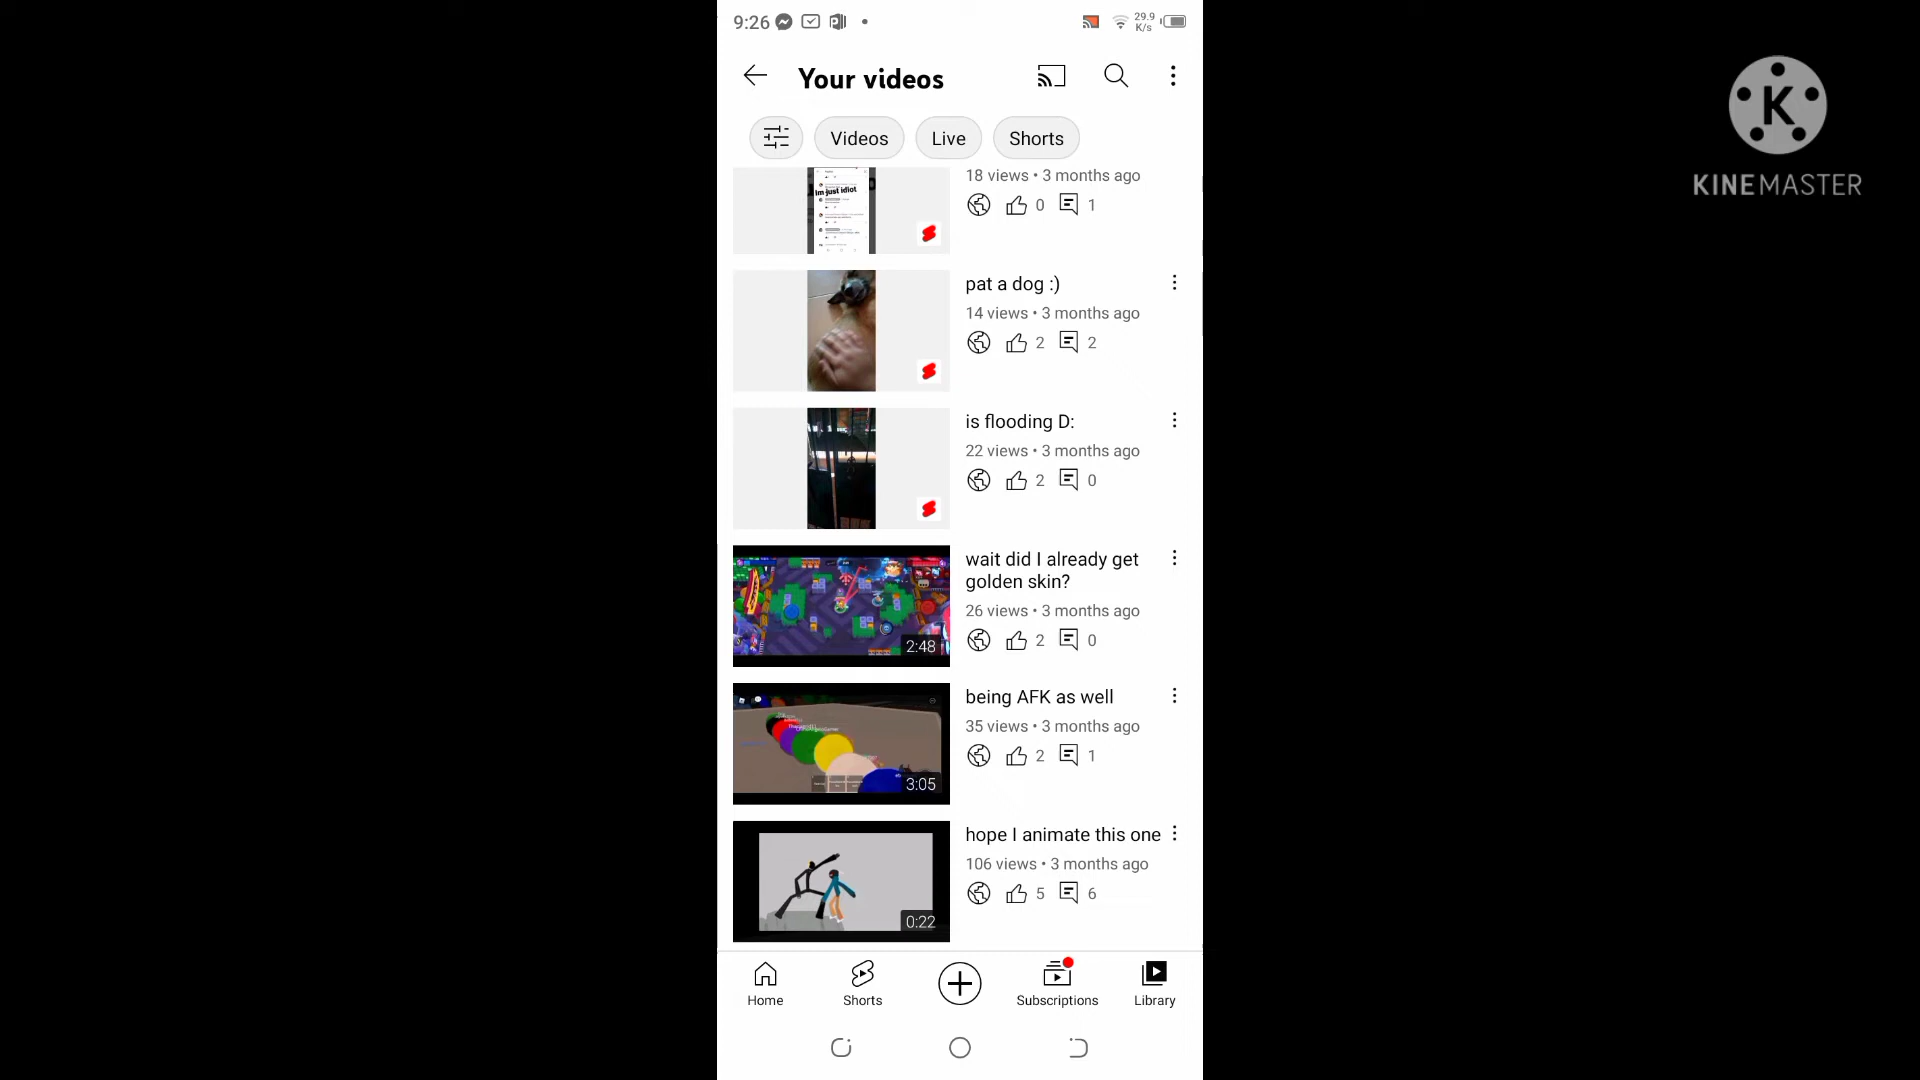 9:26
29.9
K/s
Your videos
Videos
Live
Shorts
Im just idiot
18 views • 3 months ago
0
1
pat a dog :)
14 views • 3 months ago
2
2
is flooding D:
22 views • 3 months ago
2
0
wait did I already get
golden skin?
26 views • 3 months ago
2
0
2:48
being AFK as well
35 views • 3 months ago
2
1
3:05
hope I animate this one
106 views • 3 months ago
5
6
0:22
Home
Shorts
Subscriptions
Library
K
KINEMASTER